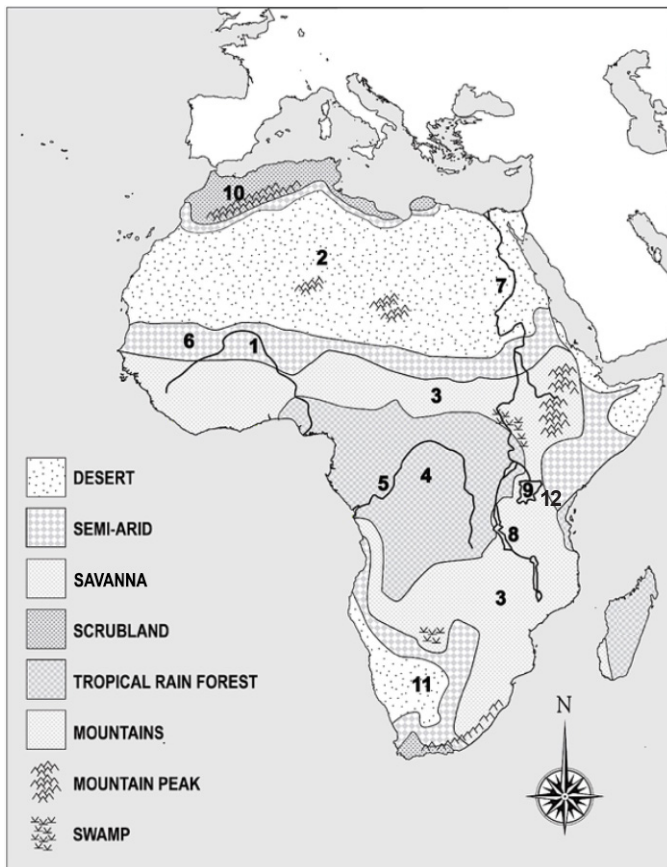 10
2
7
6
1
3
5
4
9
12
8
3
11
DESERT
SEMI-ARID
SAVANNA
SCRUBLAND
TROPICAL RAIN FOREST
MOUNTAINS
MOUNTAIN PEAK
SWAMP
N